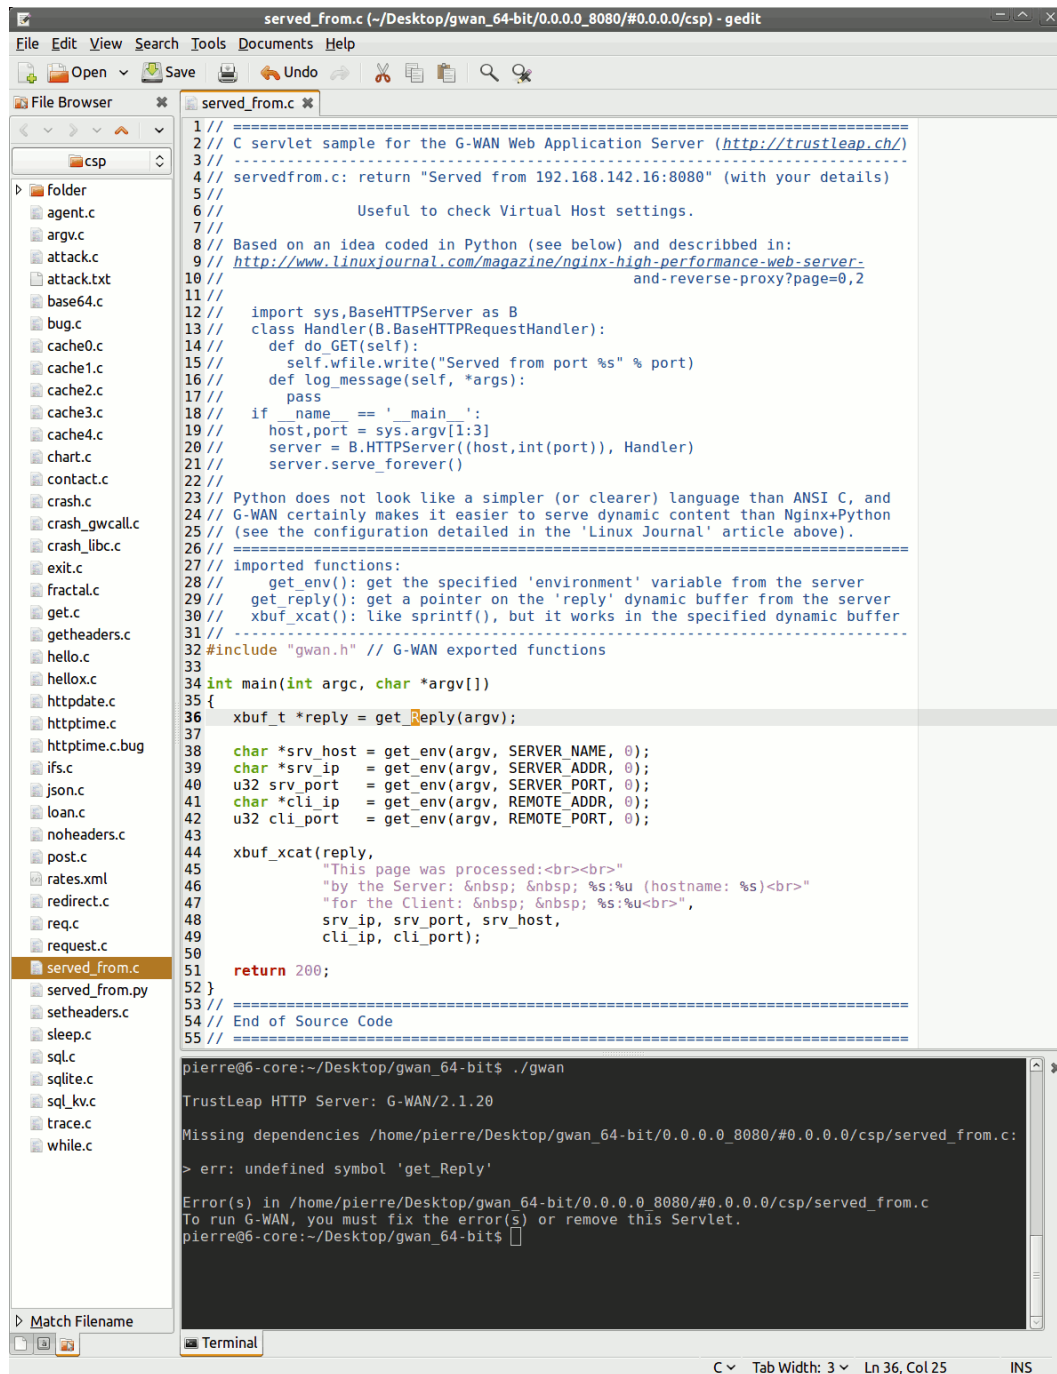 served_from.c (~/Desktop/gwan_64-bit/0.0.0.0_8080/#0.0.0.0/csp) - gedit
File Edit View Search Tools Documents Help
Open Save Undo
File Browser
served_from.c
csp
folder
agent.c
argv.c
attack.c
attack.txt
base64.c
bug.c
cache0.c
cache1.c
cache2.c
cache3.c
cache4.c
chart.c
contact.c
crash.c
crash_gwcall.c
crash_libc.c
exit.c
fractal.c
get.c
getheaders.c
hello.c
hellox.c
httpdate.c
httptime.c
httptime.c.bug
ifs.c
json.c
loan.c
noheaders.c
post.c
rates.xml
redirect.c
req.c
request.c
served_from.c
served_from.py
setheaders.c
sleep.c
sql.c
sqlite.c
sql_kv.c
trace.c
while.c
Match Filename
1 // ============================================================================
2 // C servlet sample for the G-WAN Web Application Server (http://trustleap.ch/)
3 // ----------------------------------------------------------------------------
4 // servedfrom.c: return "Served from 192.168.142.16:8080" (with your details)
5 //
6 //               Useful to check Virtual Host settings.
7 //
8 // Based on an idea coded in Python (see below) and describbed in:
9 // http://www.linuxjournal.com/magazine/nginx-high-performance-web-server-
10 //                                              and-reverse-proxy?page=0,2
11 //
12 //   import sys,BaseHTTPServer as B
13 //   class Handler(B.BaseHTTPRequestHandler):
14 //     def do_GET(self):
15 //       self.wfile.write("Served from port %s" % port)
16 //     def log_message(self, *args):
17 //       pass
18 //   if __name__ == '__main__':
19 //     host,port = sys.argv[1:3]
20 //     server = B.HTTPServer((host,int(port)), Handler)
21 //     server.serve_forever()
22 //
23 // Python does not look like a simpler (or clearer) language than ANSI C, and
24 // G-WAN certainly makes it easier to serve dynamic content than Nginx+Python
25 // (see the configuration detailed in the 'Linux Journal' article above).
26 // ============================================================================
27 // imported functions:
28 //     get_env(): get the specified 'environment' variable from the server
29 //   get_reply(): get a pointer on the 'reply' dynamic buffer from the server
30 //   xbuf_xcat(): like sprintf(), but it works in the specified dynamic buffer
31 // ----------------------------------------------------------------------------
32 #include "gwan.h" // G-WAN exported functions
33
34 int main(int argc, char *argv[])
35 {
36    xbuf_t *reply = get_Reply(argv);
37
38    char *srv_host = get_env(argv, SERVER_NAME, 0);
39    char *srv_ip   = get_env(argv, SERVER_ADDR, 0);
40    u32 srv_port   = get_env(argv, SERVER_PORT, 0);
41    char *cli_ip   = get_env(argv, REMOTE_ADDR, 0);
42    u32 cli_port   = get_env(argv, REMOTE_PORT, 0);
43
44    xbuf_xcat(reply,
45              "This page was processed:<br><br>"
46              "by the Server: &nbsp; &nbsp; %s:%u (hostname: %s)<br>"
47              "for the Client: &nbsp; &nbsp; %s:%u<br>",
48              srv_ip, srv_port, srv_host,
49              cli_ip, cli_port);
50
51    return 200;
52 }
53 // ============================================================================
54 // End of Source Code
55 // ============================================================================
pierre@6-core:~/Desktop/gwan_64-bit$ ./gwan
TrustLeap HTTP Server: G-WAN/2.1.20
Missing dependencies /home/pierre/Desktop/gwan_64-bit/0.0.0.0_8080/#0.0.0.0/csp/served_from.c:
> err: undefined symbol 'get_Reply'
Error(s) in /home/pierre/Desktop/gwan_64-bit/0.0.0.0_8080/#0.0.0.0/csp/served_from.c
To run G-WAN, you must fix the error(s) or remove this Servlet.
pierre@6-core:~/Desktop/gwan_64-bit$
Terminal
C Tab Width: 3 Ln 36, Col 25 INS